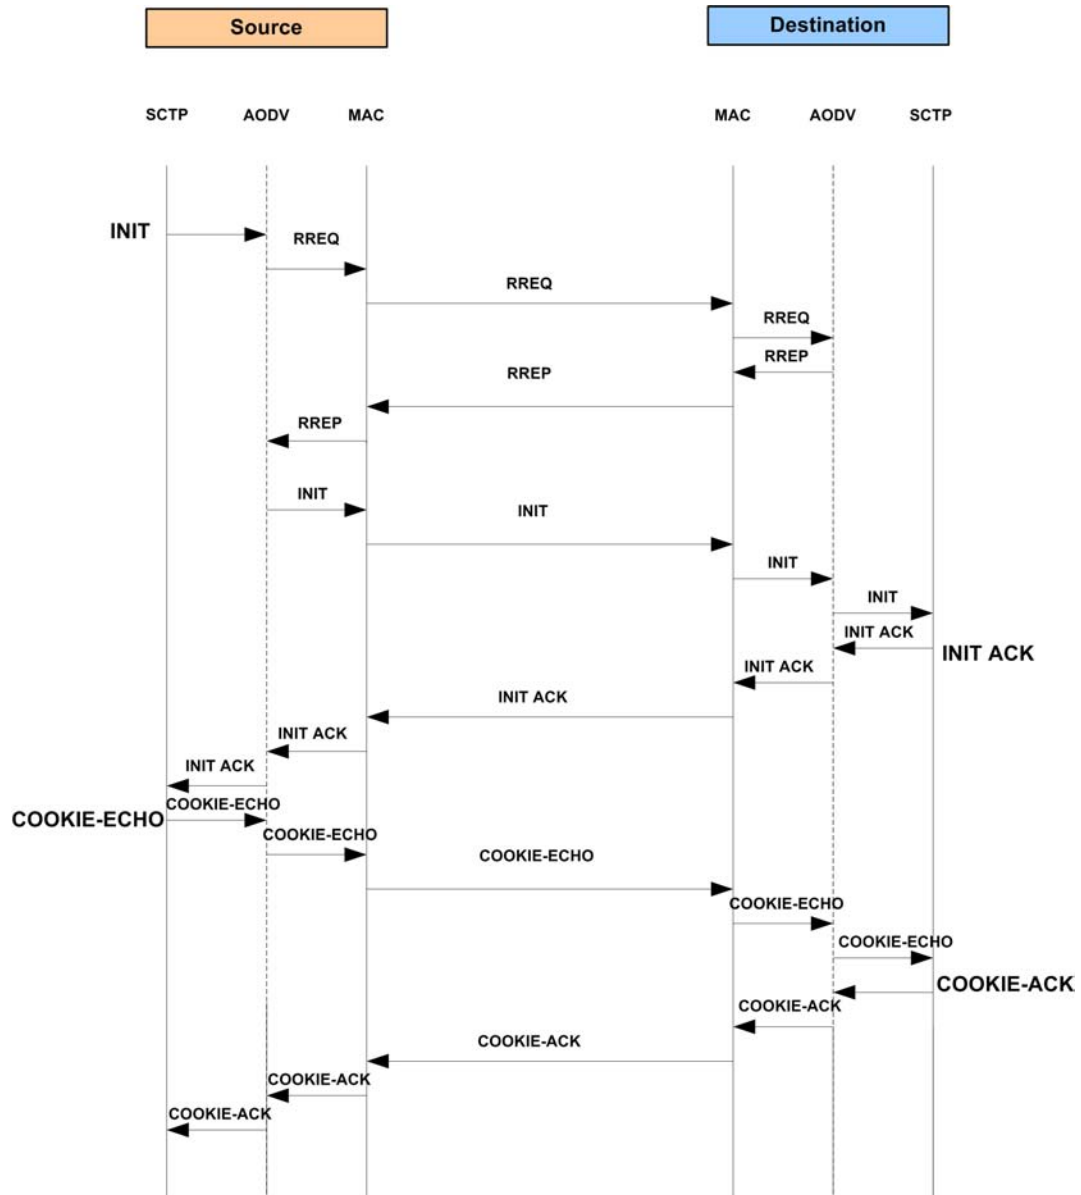 Source Destination
SCTP AODV MAC MAC AODV SCTP
INIT
RREQ
RREQ
RREQ
RREP
RREP
RREP
INIT
INIT
INIT
INIT
INIT ACK
INIT ACK
INIT ACK
INIT ACK
INIT ACK
INIT ACK
COOKIE-ECHO
COOKIE-ECHO
COOKIE-ECHO
COOKIE-ECHO
COOKIE-ECHO
COOKIE-ECHO
COOKIE-ACK
COOKIE-ACK
COOKIE-ACK
COOKIE-ACK
COOKIE-ACK